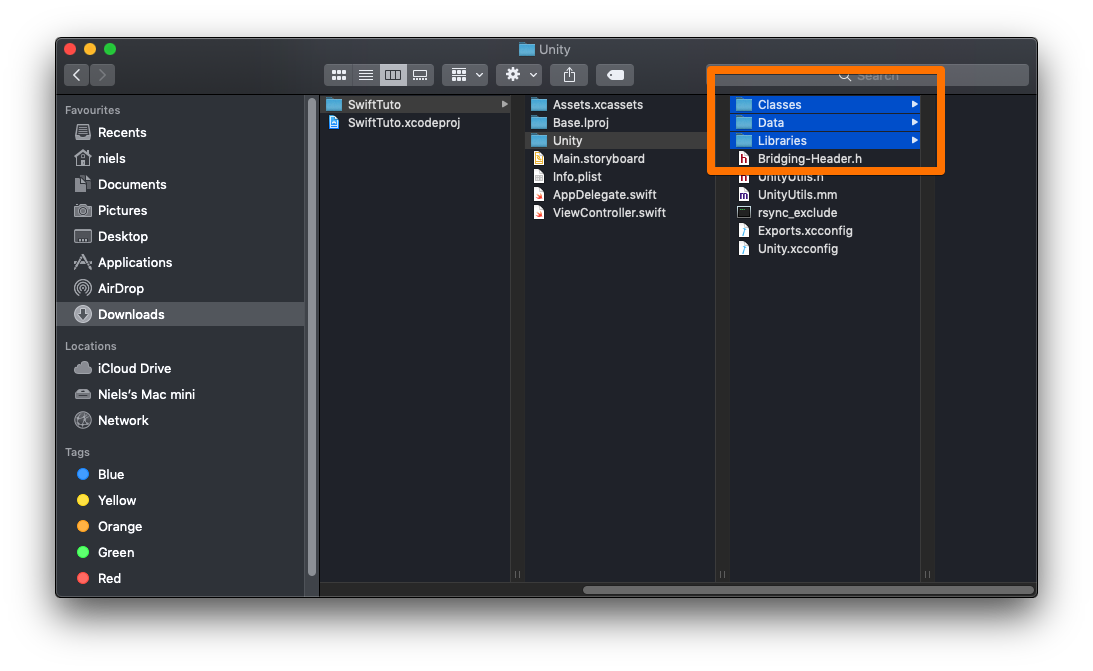 Unity
Search
Favourites
Recents
niels
Documents
Pictures
Desktop
Applications
AirDrop
Downloads
Locations
iCloud Drive
Niels's Mac mini
Network
Tags
Blue
Yellow
Orange
Green
Red
SwiftTuto
SwiftTuto.xcodeproj
Assets.xcassets
Base.lproj
Unity
Main.storyboard
Info.plist
AppDelegate.swift
ViewController.swift
Classes
Data
Libraries
Bridging-Header.h
UnityUtils.h
UnityUtils.mm
rsync_exclude
Exports.xcconfig
Unity.xcconfig